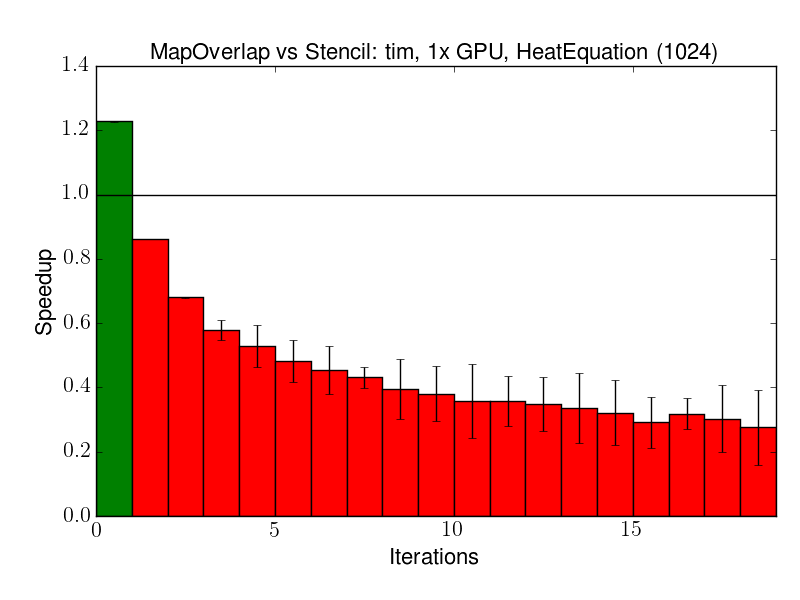 MapOverlap vs Stencil: tim, 1x GPU, HeatEquation (1024)
1.4
1.2
1.0
0.8
0.6
0.4
0.2
0.0
Speedup
0 5 10 15
Iterations